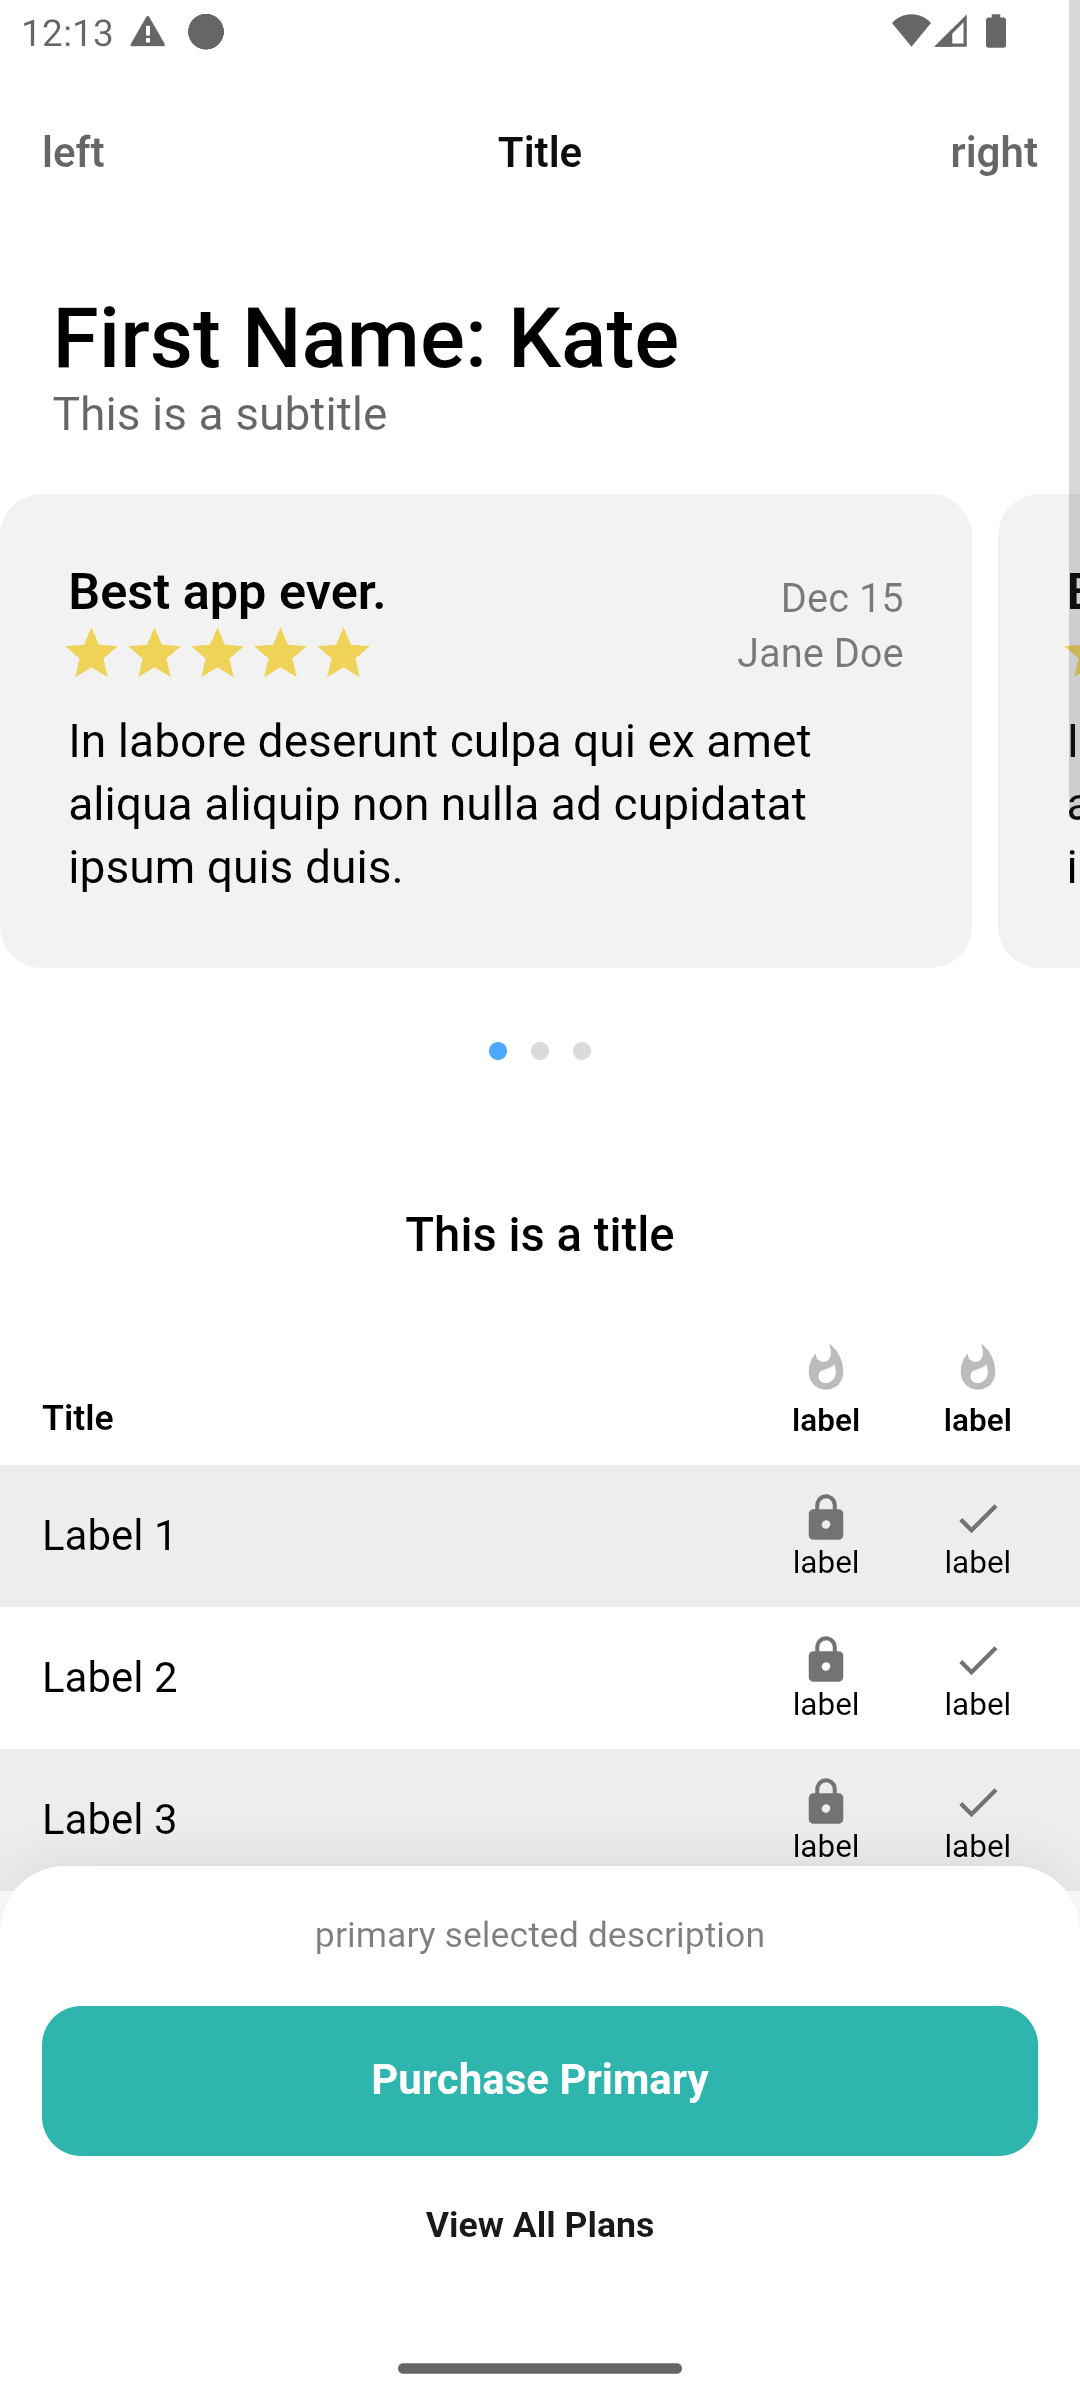 12:13
left Title right
First Name: Kate
This is a subtitle
Best app ever.
Dec 15
Jane Doe
In labore deserunt culpa qui ex amet
aliqua aliquip non nulla ad cupidatat
ipsum quis duis.
This is a title
Title label label
Label 1 label label
Label 2 label label
Label 3 label label
primary selected description
Purchase Primary
View All Plans